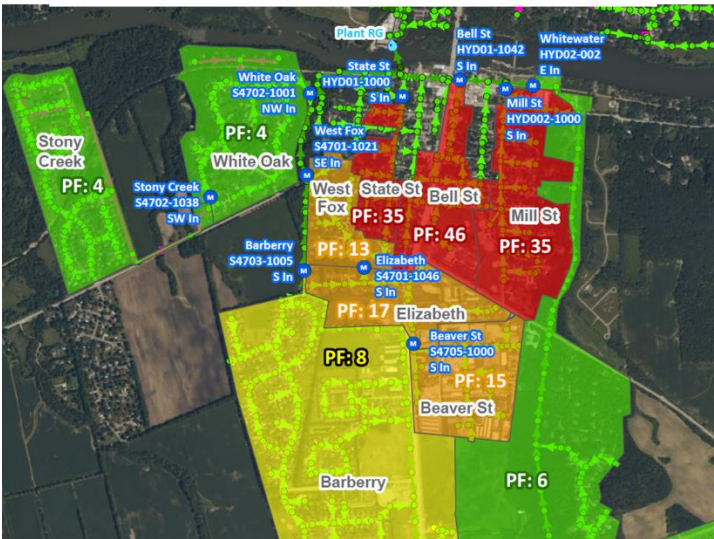 Plant RG
Bell St
HYD01-1042
S In
Whitewater
HYD02-002
E In
State St
HYD01-1000
S In
White Oak
S4702-1001
NW In
Mill St
HYD002-1000
S In
West Fox
S4701-1021
SE In
PF: 4
White Oak
Stony
Creek
PF: 4
Stony Creek
S4702-1038
SW In
West
Fox
State St
PF: 35
Bell St
PF: 46
Mill St
PF: 35
PF: 13
Barberry
S4703-1005
S In
Elizabeth
S4701-1046
S In
PF: 17
Elizabeth
Beaver St
S4705-1000
S In
PF: 8
PF: 15
Beaver St
Barberry
PF: 6